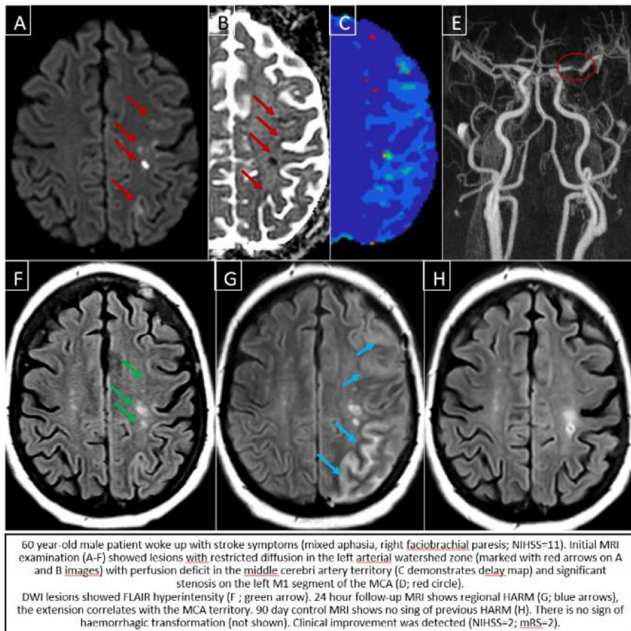 A
B
C
E
F
G
H
60 year-old male patient woke up with stroke symptoms (mixed aphasia, right faciobrachial paresis; NIHSS=11). Initial MRI
examination (A-F) showed lesions with restricted diffusion in the left arterial watershed zone (marked with red arrows on A
and B images) with perfusion deficit in the middle cerebri artery territory (C demonstrates delay map) and significant
stenosis on the left M1 segment of the MCA (D; red circle).
DWI lesions showed FLAIR hyperintensity (F ; green arrow). 24 hour follow-up MRI shows regional HARM (G; blue arrows),
the extension correlates with the MCA territory. 90 day control MRI shows no sing of previous HARM (H). There is no sign of
haemorrhagic transformation (not shown). Clinical improvement was detected (NIHSS=2; mRS=2).